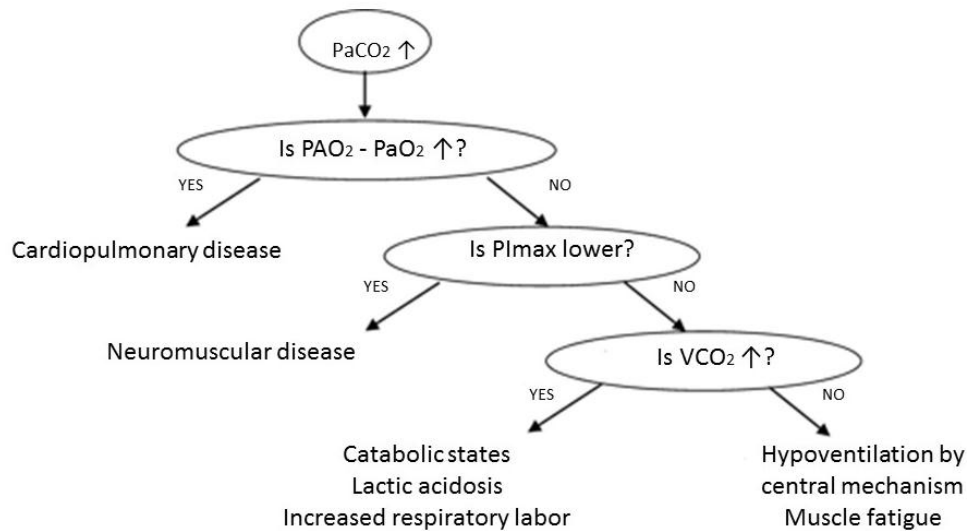 PaCO₂ ↑
Is PAO₂ - PaO₂ ↑?
YES
NO
Cardiopulmonary disease
Is PImax lower?
YES
NO
Neuromuscular disease
Is VCO₂ ↑?
YES
NO
Catabolic states
Lactic acidosis
Increased respiratory labor
Hypoventilation by
central mechanism
Muscle fatigue